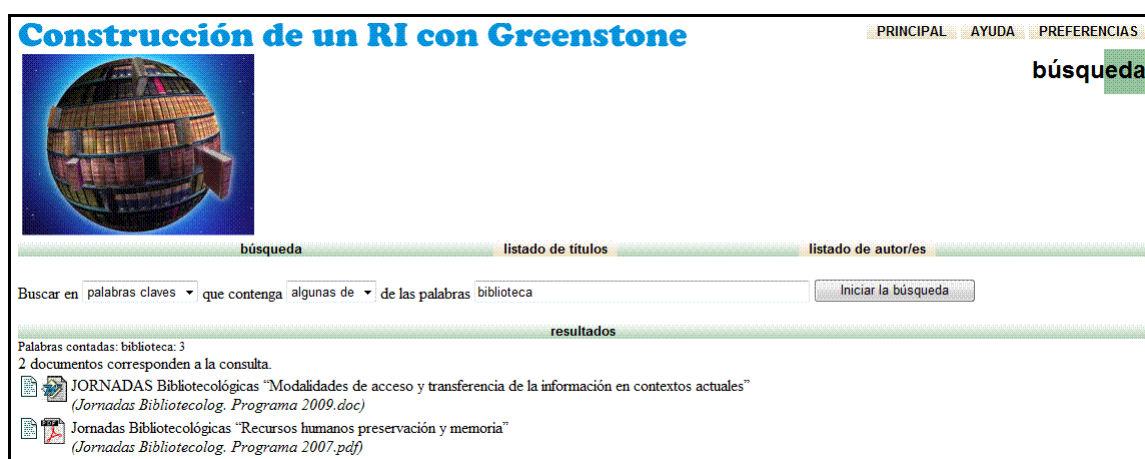 Construcción de un RI con Greenstone
PRINCIPAL AYUDA PREFERENCIAS
búsqueda
búsqueda listado de títulos listado de autor/es
Buscar en palabras claves que contenga algunas de de las palabras biblioteca Iniciar la búsqueda
resultados
Palabras contadas: biblioteca: 3
2 documentos corresponden a la consulta.
JORNADAS Bibliotecológicas “Modalidades de acceso y transferencia de la información en contextos actuales”
(Jornadas Bibliotecolog. Programa 2009.doc)
PDF Jornadas Bibliotecológicas “Recursos humanos preservación y memoria”
(Jornadas Bibliotecolog. Programa 2007.pdf)